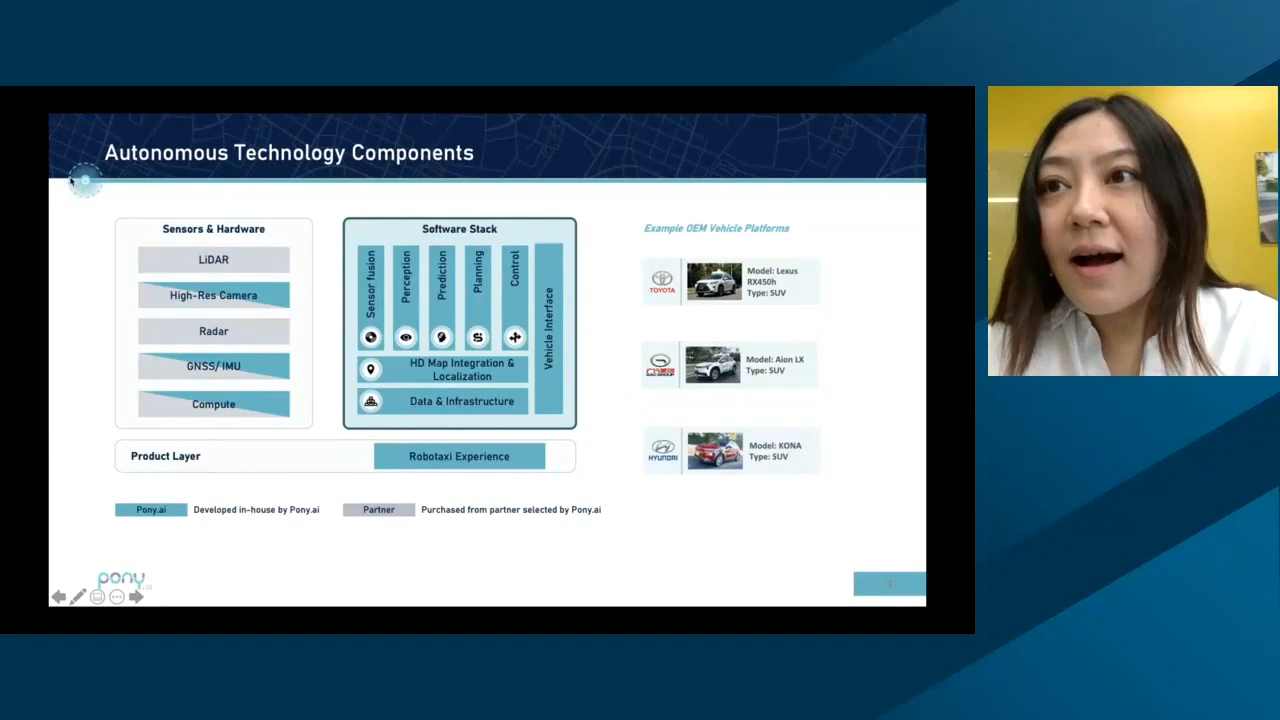 Autonomous Technology Components
Sensors & Hardware
LiDAR
High-Res Camera
Radar
GNSS/ IMU
Compute
Software Stack
Sensor fusion
Perception
Prediction
Planning
Control
Vehicle Interface
HD Map Integration &
Localization
Data & Infrastructure
Product Layer
Robotaxi Experience
Pony.ai
Developed in-house by Pony.ai
Partner
Purchased from partner selected by Pony.ai
Example OEM Vehicle Platforms
TOYOTA
Model: Lexus
RX450h
Type: SUV
Model: Aion LX
Type: SUV
HYUNDAI
Model: KONA
Type: SUV
pony.ai
2